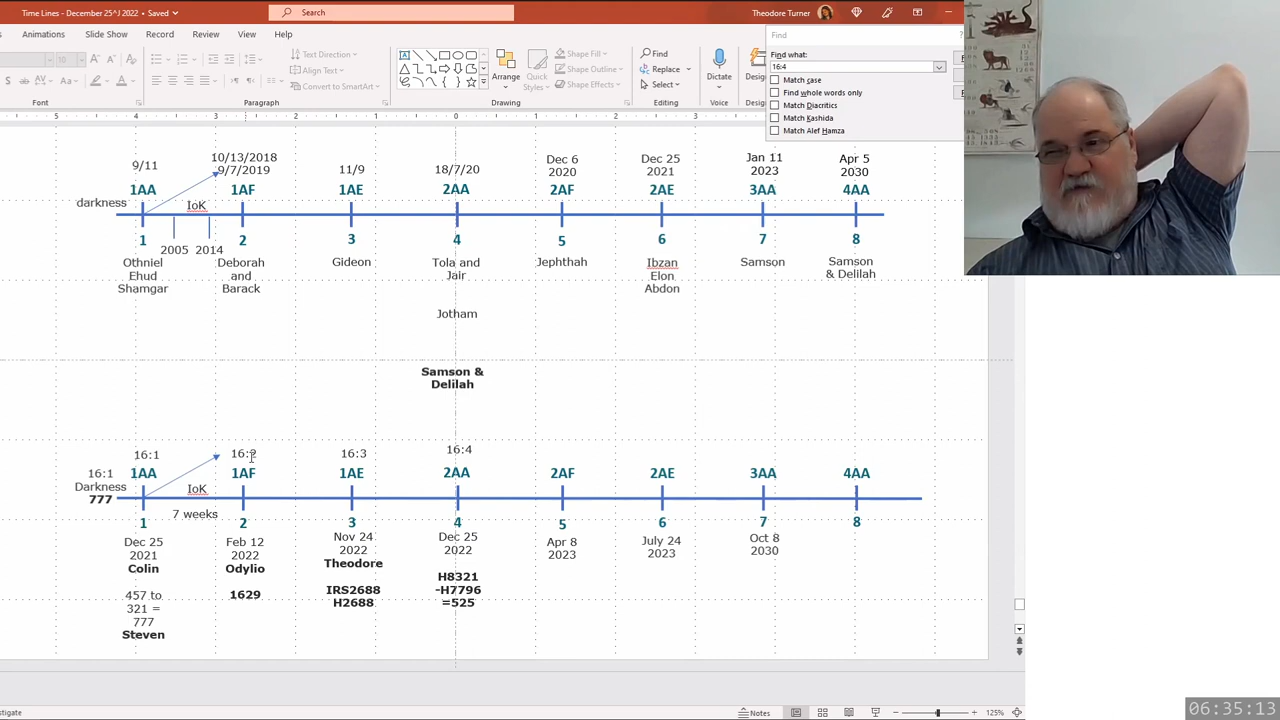 Time Lines - December 25^J 2022 • Saved
Search
Theodore Turner
Animations Slide Show Record Review View Help
Find
Text Direction
Align Text
Convert to SmartArt
Arrange
Quick Styles
Shape Fill
Shape Outline
Shape Effects
Find
Replace
Select
Dictate
Font Paragraph Drawing Editing Voice
Find what:
16:4
Match case
Find whole words only
Match Diacritics
Match Kashida
Match Alef Hamza
5 4 3 2 1 0 1 2 3
9/11 10/13/2018 11/9 18/7/20 Dec 6 Dec 25 Jan 11 Apr 5
9/7/2019 2020 2021 2023 2030
1AA 1AF 1AE 2AA 2AF 2AE 3AA 4AA
darkness IoK
1 2 3 4 5 6 7 8
2005 2014
Othniel Deborah Gideon Tola and Jephthah Ibzan Samson Samson
Ehud and Jair Elon & Delilah
Shamgar Barack Abdon
Jotham
Samson &
Delilah
16:1 16:3 16:4
16:1 1AA 1AF 1AE 2AA 2AF 2AE 3AA 4AA
Darkness IoK
777
7 weeks
1 2 3 4 5 6 7 8
Dec 25 Feb 12 Nov 24 Dec 25 Apr 8 July 24 Oct 8
2021 2022 2022 2022 2023 2023 2030
Colin Odylio Theodore
457 to 1629 IRS2688 H8321
321 = H2688 -H7796
777 =525
Steven
Notes
125%
06:35:13